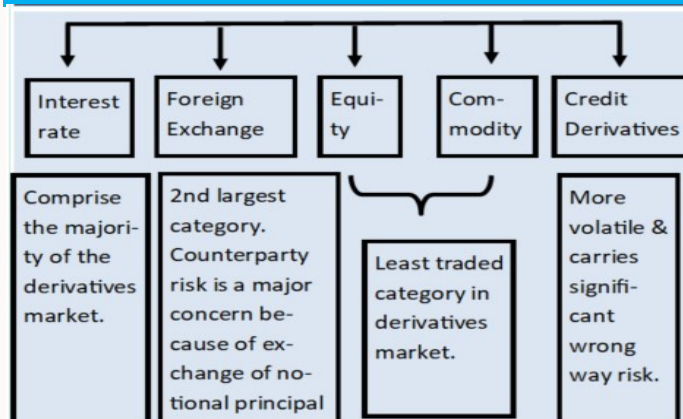 Interest
rate
Foreign
Exchange
Equi-
ty
Com-
modity
Credit
Derivatives
Comprise
the majori-
ty of the
derivatives
market.
2nd largest
category.
Counterparty
risk is a major
concern be-
cause of ex-
change of no-
tional principal
Least traded
category in
derivatives
market.
More
volatile &
carries
signifi-
cant
wrong
way risk.